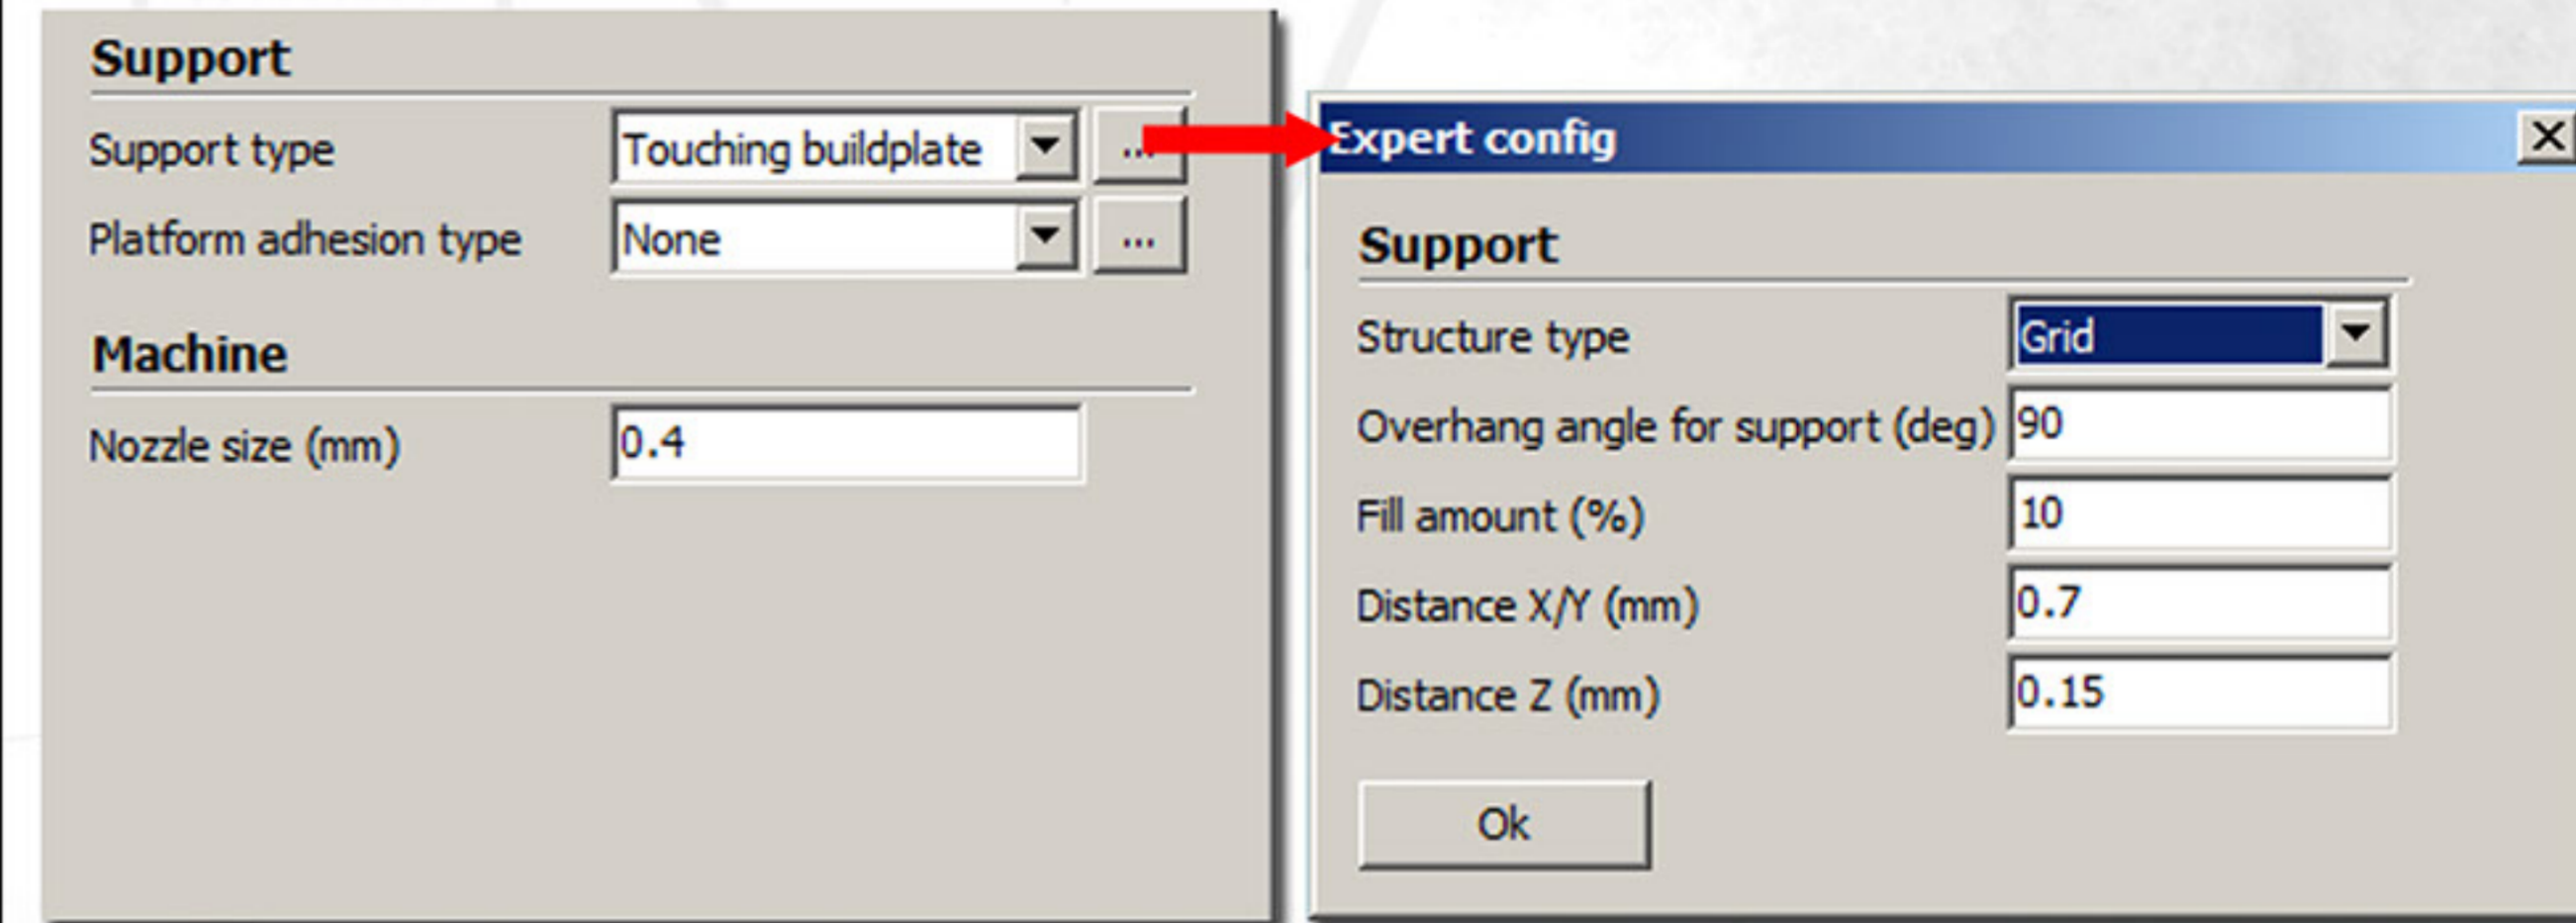 Support
Support type Touching buildplate ...
Platform adhesion type None ...
Machine
Nozzle size (mm) 0.4
Expert config
Support
Structure type Grid
Overhang angle for support (deg) 90
Fill amount (%) 10
Distance X/Y (mm) 0.7
Distance Z (mm) 0.15
Ok